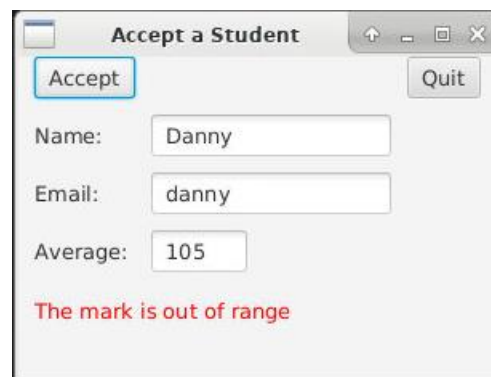 Accept a Student
Accept Quit
Name: Danny
Email: danny
Average: 105
The mark is out of range